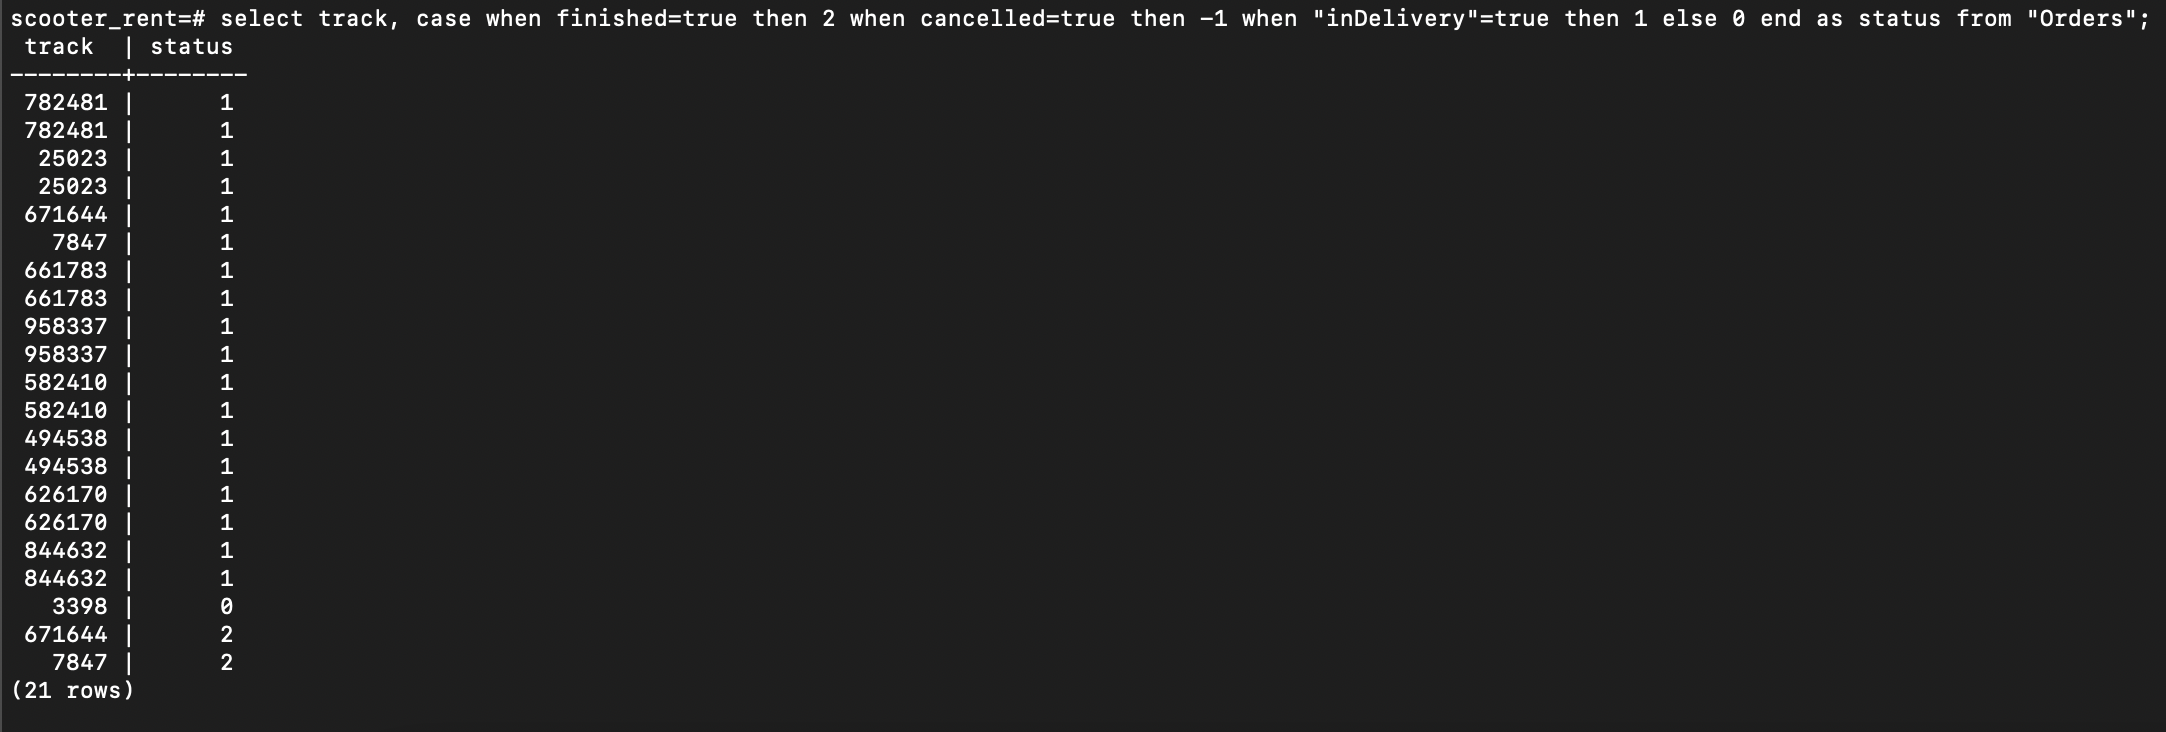 scooter_rent=# select track, case when finished=true then 2 when cancelled=true then -1 when "inDelivery"=true then 1 else 0 end as status from "Orders";
 track  | status
--------+--------
 782481 |      1
 782481 |      1
  25023 |      1
  25023 |      1
 671644 |      1
   7847 |      1
 661783 |      1
 661783 |      1
 958337 |      1
 958337 |      1
 582410 |      1
 582410 |      1
 494538 |      1
 494538 |      1
 626170 |      1
 626170 |      1
 844632 |      1
 844632 |      1
   3398 |      0
 671644 |      2
   7847 |      2
(21 rows)